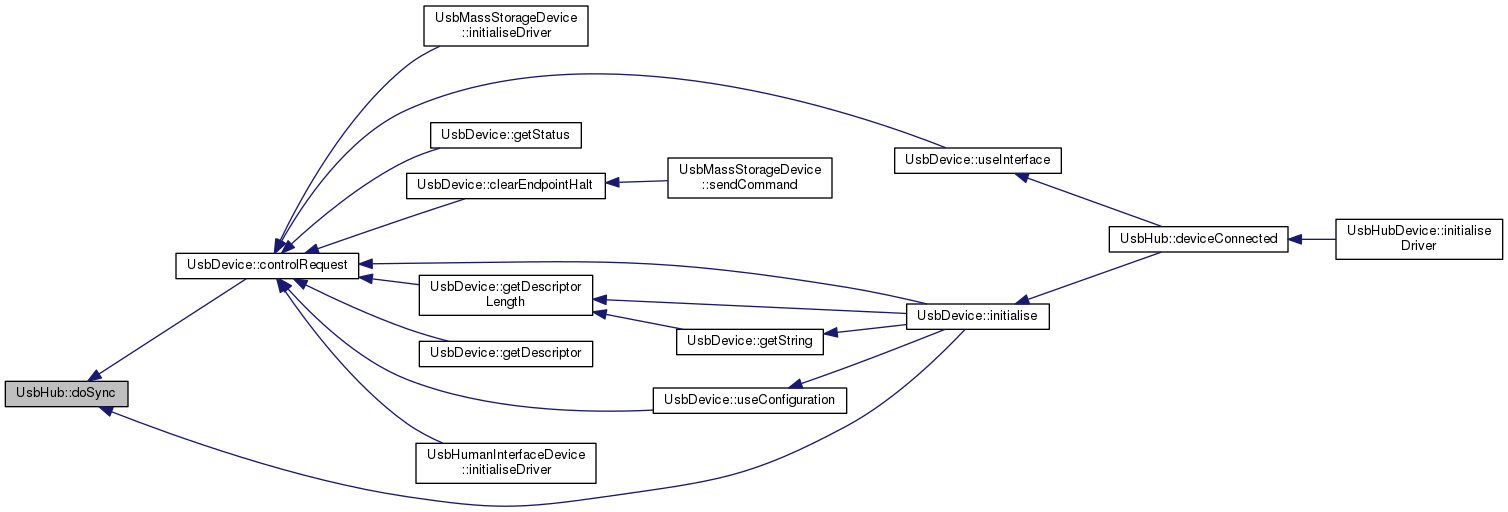 UsbMassStorageDevice
::initialiseDriver
UsbDevice::getStatus
UsbDevice::useInterface
UsbMassStorageDevice
::sendCommand
UsbDevice::clearEndpointHalt
UsbHub::deviceConnected
UsbHubDevice::initialise
Driver
UsbDevice::controlRequest
UsbDevice::getDescriptor
Length
UsbDevice::initialise
UsbDevice::getString
UsbDevice::getDescriptor
UsbHub::doSync
UsbDevice::useConfiguration
UsbHumanInterfaceDevice
::initialiseDriver